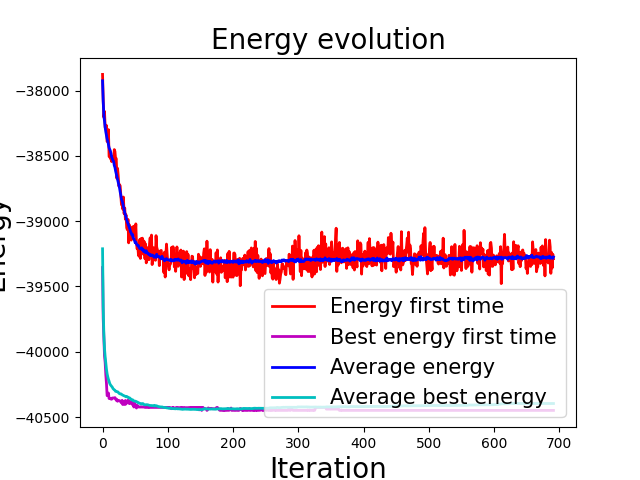 Energy evolution
Energy
−38000
−38500
−39000
−39500
−40000
−40500
0 100 200 300 400 500 600 700
Iteration
Energy first time
Best energy first time
Average energy
Average best energy